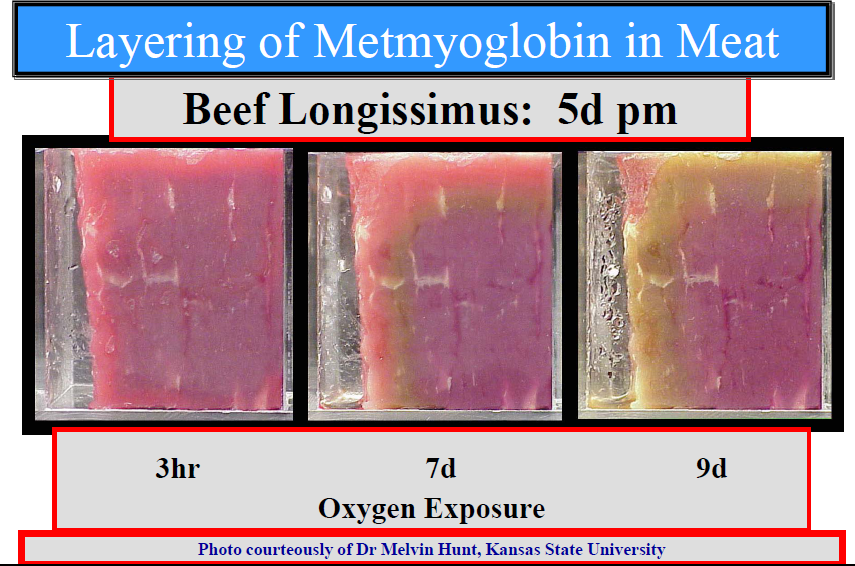 Layering of Metmyoglobin in Meat
Beef Longissimus: 5d pm
3hr 7d 9d
Oxygen Exposure
Photo courteously of Dr Melvin Hunt, Kansas State University